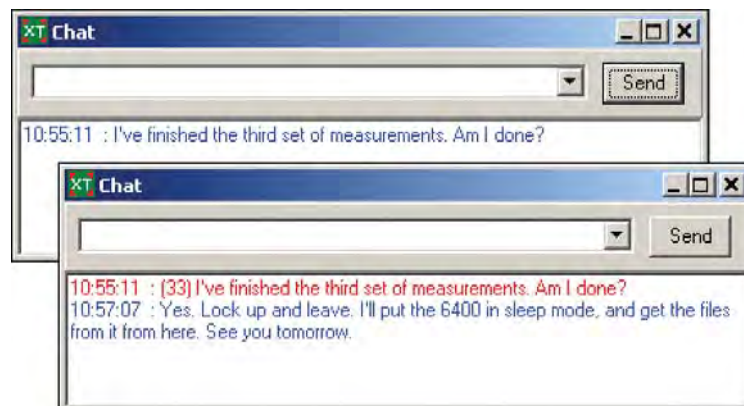 XT Chat
Send
10:55:11 : I've finished the third set of measurements. Am I done?
XT Chat
Send
10:55:11 : (33) I've finished the third set of measurements. Am I done?
10:57:07 : Yes. Lock up and leave. I'll put the 6400 in sleep mode, and get the files
from it from here. See you tomorrow.